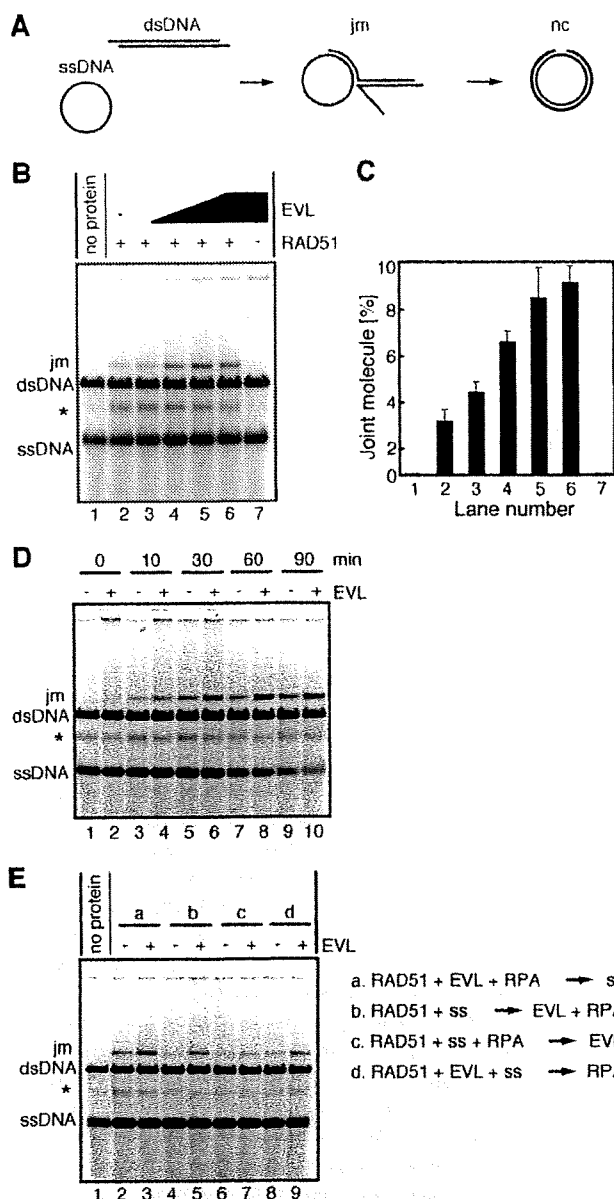 A
dsDNA
ssDNA
jm
nc
B
no protein
- EVL
+ + + + + - RAD51
jm
dsDNA
*
ssDNA
1 2 3 4 5 6 7
C
Joint molecule [%]
10
8
6
4
2
0
1 2 3 4 5 6 7
Lane number
D
0 10 30 60 90 min
- + - + - + - + - + EVL
jm
dsDNA
*
ssDNA
1 2 3 4 5 6 7 8 9 10
E
no protein
a b c d
- + - + - + - + EVL
jm
dsDNA
*
ssDNA
1 2 3 4 5 6 7 8 9
a. RAD51 + EVL + RPA → s
b. RAD51 + ss → EVL + RPA
c. RAD51 + ss + RPA → EV
d. RAD51 + EVL + ss → RPA